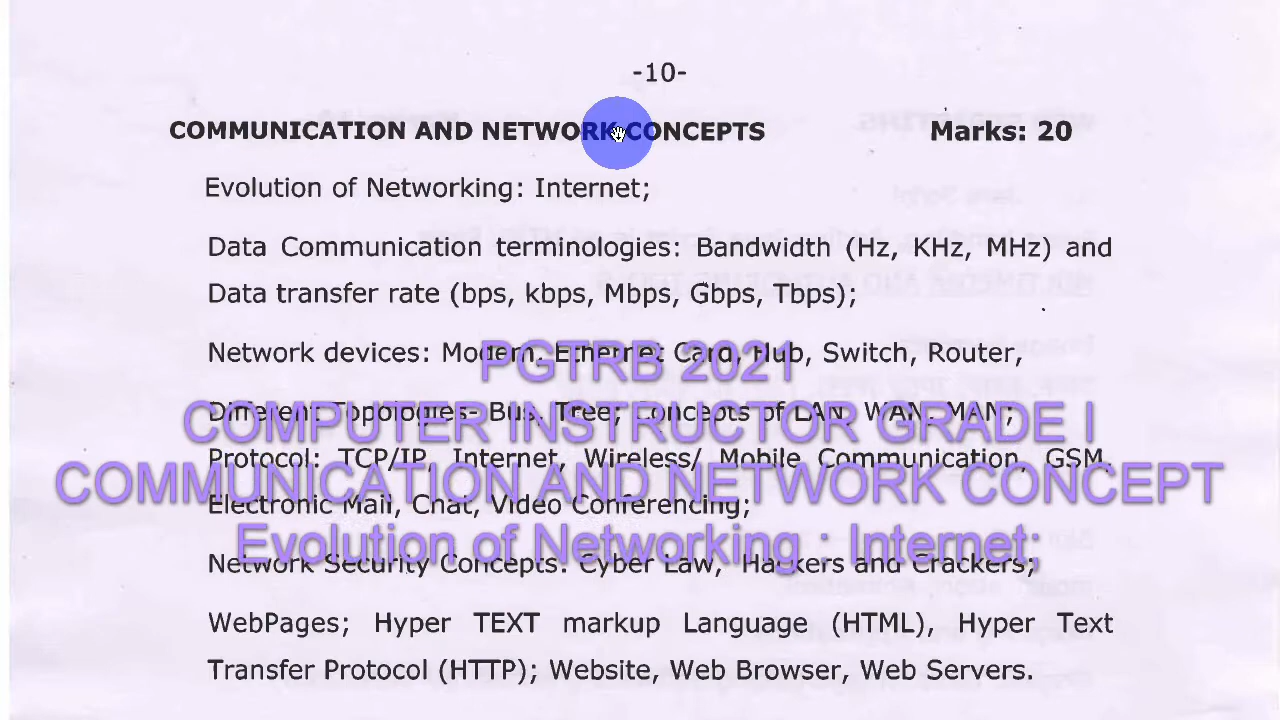 -10-
COMMUNICATION AND NETWORK CONCEPTS Marks: 20
Evolution of Networking: Internet;
Data Communication terminologies: Bandwidth (Hz, KHz, MHz) and
Data transfer rate (bps, kbps, Mbps, Gbps, Tbps);
Network devices: Modem, Ethernet Card, Hub, Switch, Router,
PGTRB 2021
Different Topologies- Bus, Tree; Concepts of LAN, WAN, MAN;
COMPUTER INSTRUCTOR GRADE I
Protocol: TCP/IP, Internet, Wireless/ Mobile Communication, GSM,
COMMUNICATION AND NETWORK CONCEPT
Electronic Mail, Chat, Video Conferencing;
Evolution of Networking : Internet;
Network Security Concepts: Cyber Law, Hackers and Crackers;
WebPages; Hyper TEXT markup Language (HTML), Hyper Text
Transfer Protocol (HTTP); Website, Web Browser, Web Servers.